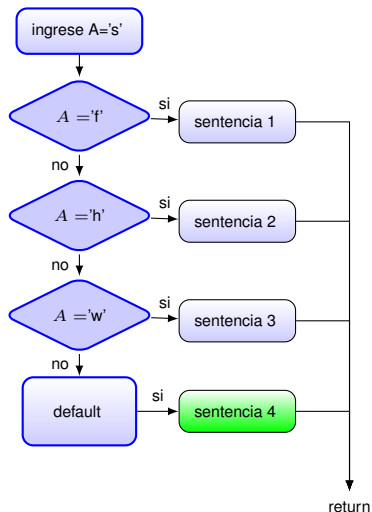 ingrese A='s'
A ='f'
si
sentencia 1
no
A ='h'
si
sentencia 2
no
A ='w'
si
sentencia 3
no
default
si
sentencia 4
return